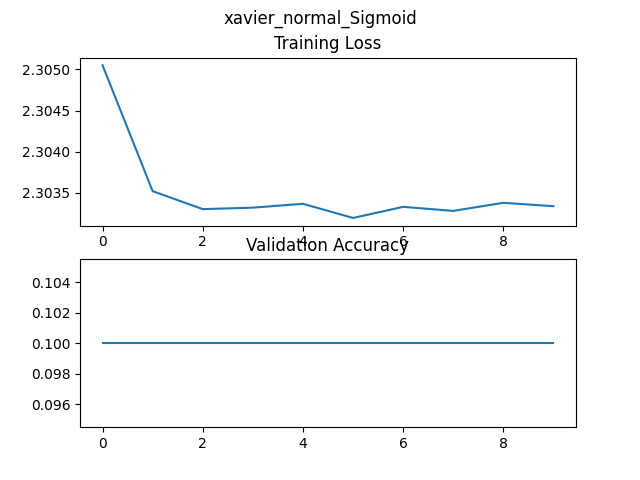 xavier_normal_Sigmoid
Training Loss
2.3050
2.3045
2.3040
2.3035
0 2 4 6 8
Validation Accuracy
0.104
0.102
0.100
0.098
0.096
0 2 4 6 8